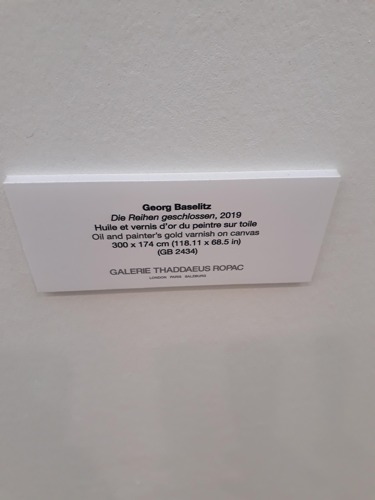 Georg Baselitz
Die Reihen geschlossen, 2019
Huile et vernis d'or du peintre sur toile
Oil and painter's gold varnish on canvas
300 x 174 cm (118.11 x 68.5 in)
(GB 2434)
GALERIE THADDAEUS ROPAC
LONDON PARIS SALZBURG